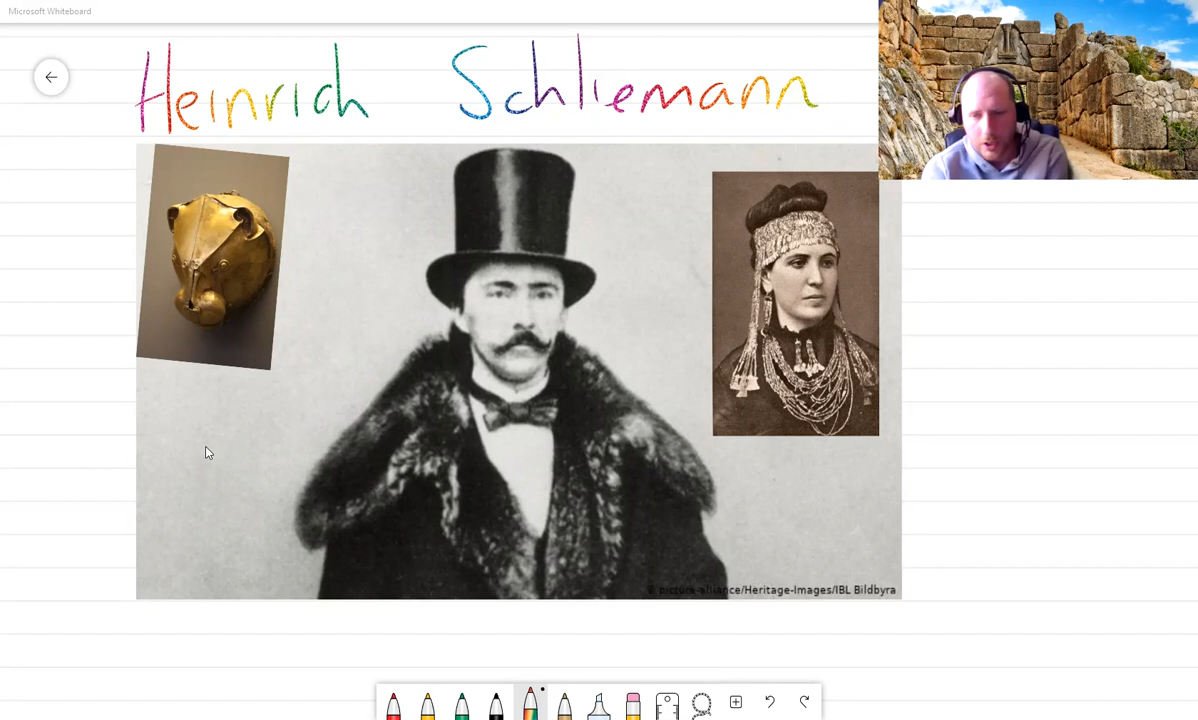 Microsoft Whiteboard
Heinrich Schliemann
© picture-alliance/Heritage-Images/IBL Bildbyra